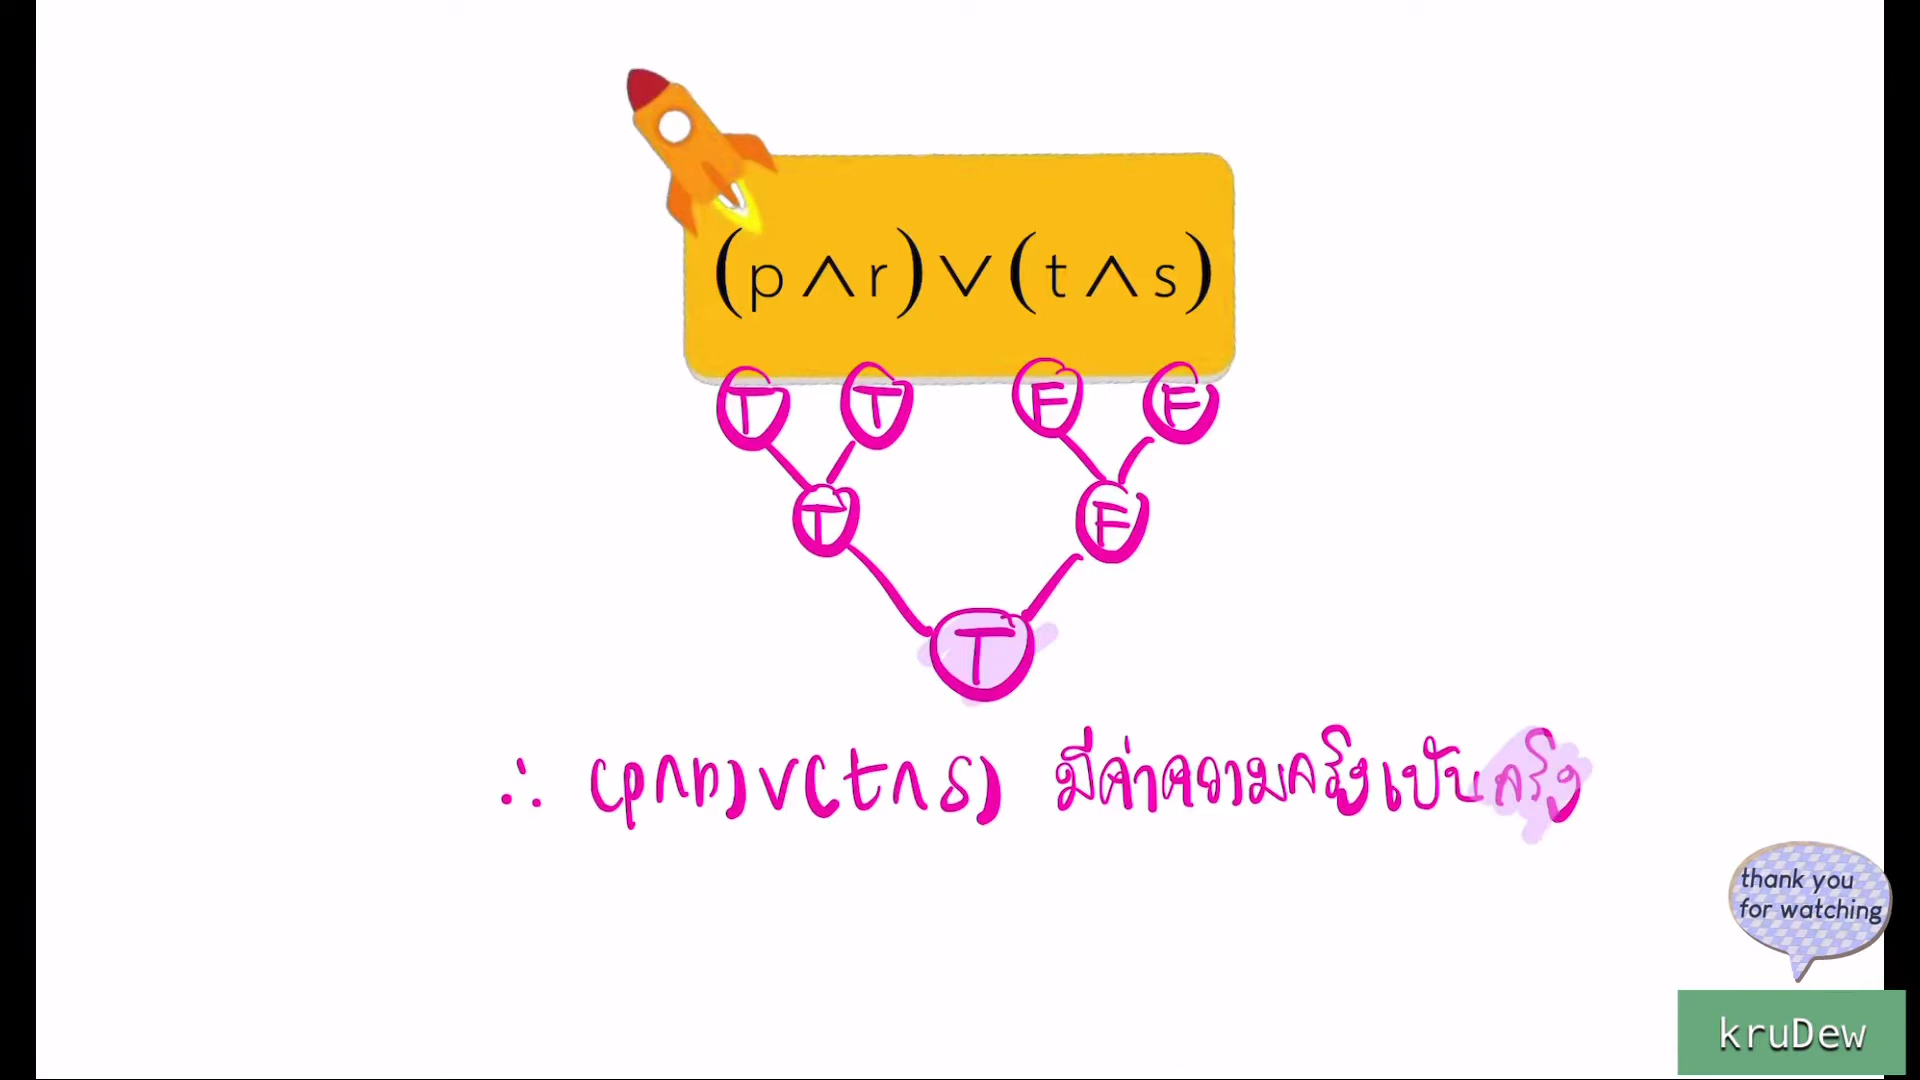 (p∧r)∨(t∧s)
T T F F
T F
T
∴ (p∧r)∨(t∧s) มีค่าความจริงเป็นจริง
thank you
for watching
kruDew